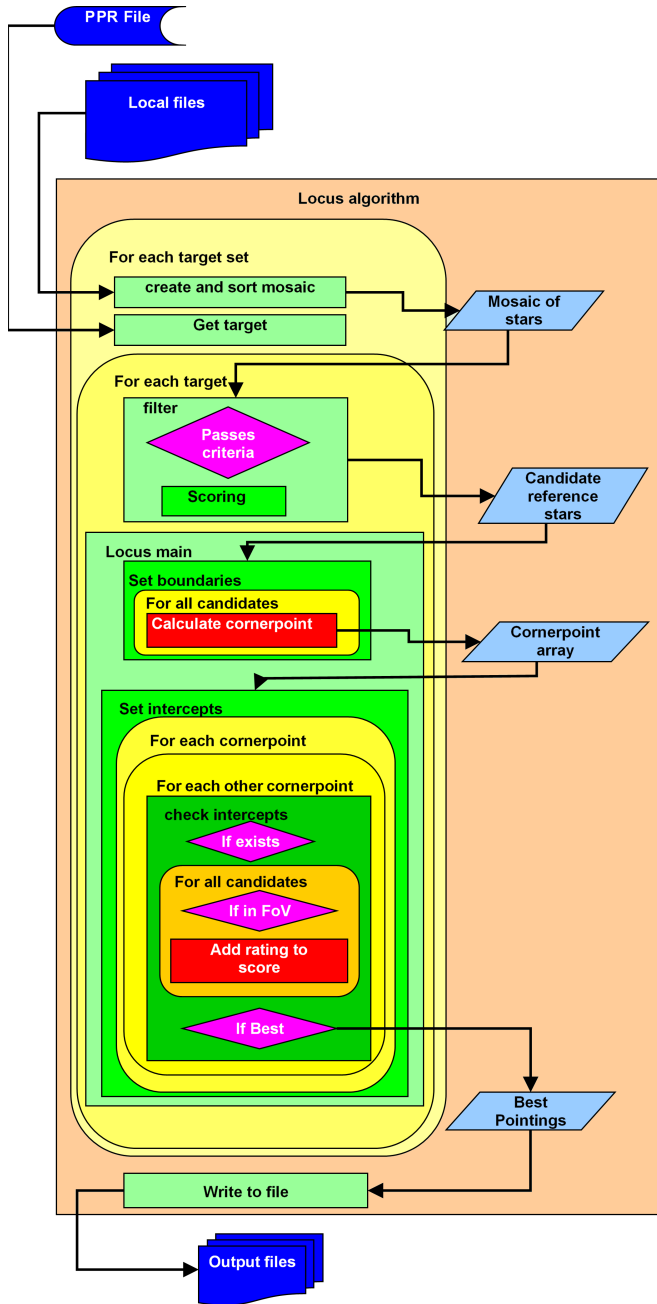 PPR File
Local files
Locus algorithm
For each target set
create and sort mosaic
Mosaic of
stars
Get target
For each target
filter
Passes
criteria
Scoring
Candidate
reference
stars
Locus main
Set boundaries
For all candidates
Calculate cornerpoint
Cornerpoint
array
Set intercepts
For each cornerpoint
For each other cornerpoint
check intercepts
If exists
For all candidates
If in FoV
Add rating to
score
If Best
Best
Pointings
Write to file
Output files